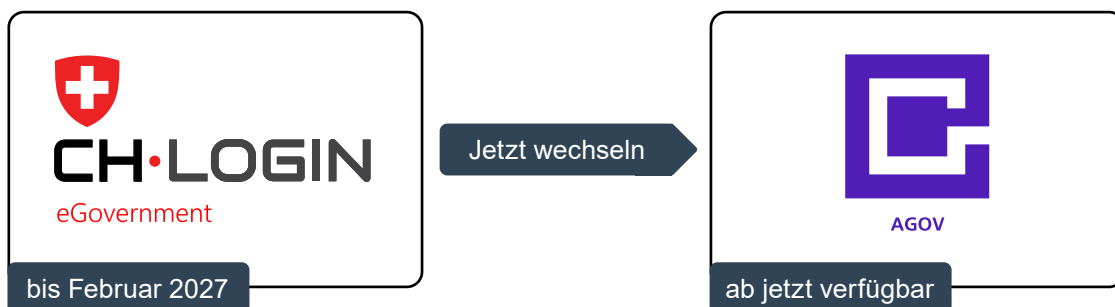 CH·LOGIN
eGovernment
bis Februar 2027
Jetzt wechseln
AGOV
ab jetzt verfügbar